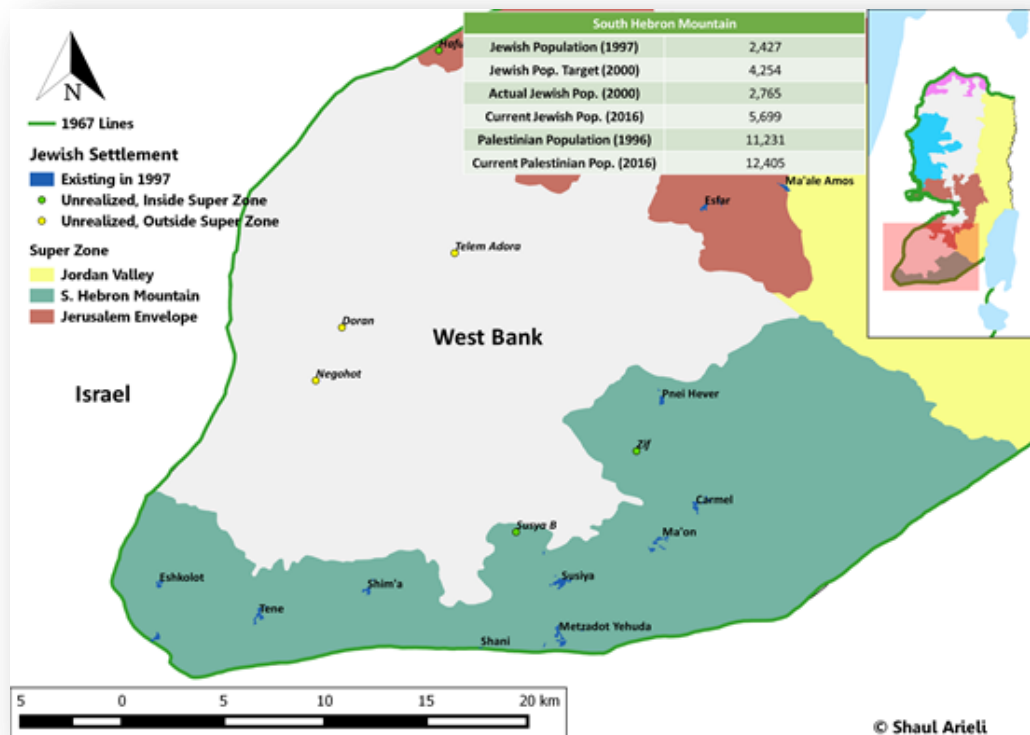 South Hebron Mountain
Jewish Population (1997) 2,427
Jewish Pop. Target (2000) 4,254
Actual Jewish Pop. (2000) 2,765
Current Jewish Pop. (2016) 5,699
Palestinian Population (1996) 11,231
Current Palestinian Pop. (2016) 12,405
N
1967 Lines
Jewish Settlement
Existing in 1997
Unrealized, Inside Super Zone
Unrealized, Outside Super Zone
Super Zone
Jordan Valley
S. Hebron Mountain
Jerusalem Envelope
Ma'ale Amos
Esfar
Telem Adora
Doran
West Bank
Negohot
Israel
Pnei Hever
Zif
Carmel
Susya B
Ma'on
Eshkolot
Shim'a
Susiya
Tene
Metzadot Yehuda
Shani
5 0 5 10 15 20 km
© Shaul Arieli